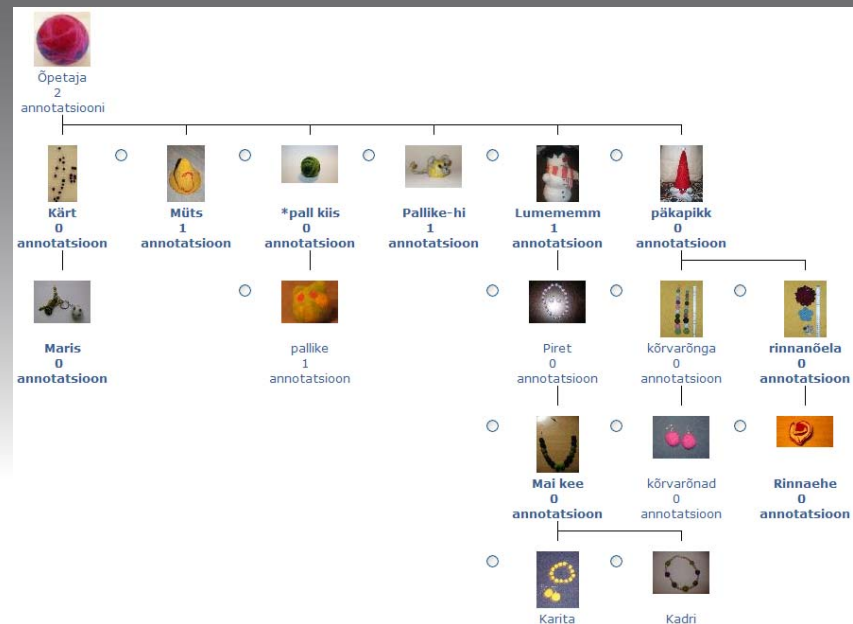 Õpetaja
2
annotatsiooni
Kärt
0
annotatsioon
Müts
1
annotatsioon
*pall kiis
0
annotatsioon
Pallike-hi
1
annotatsioon
Lumememm
1
annotatsioon
päkapikk
0
annotatsioon
Maris
0
annotatsioon
pallike
1
annotatsioon
Piret
0
annotatsioon
kõrvarõnga
0
annotatsioon
rinnanõela
0
annotatsioon
Mai kee
0
annotatsioon
kõrvarõnad
0
annotatsioon
Rinnaehe
0
annotatsioon
Karita
Kadri